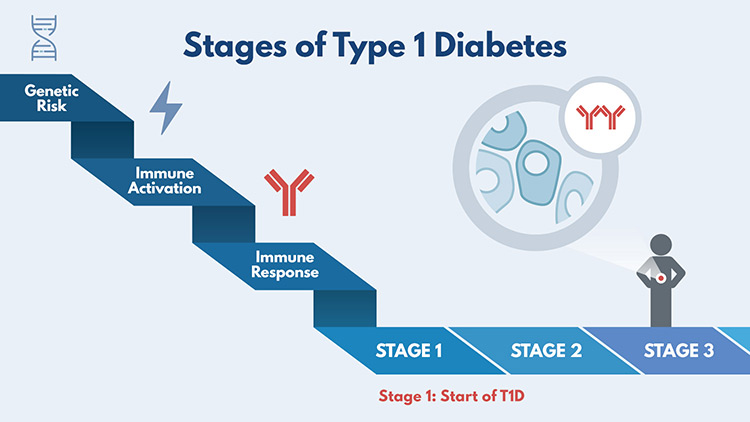 Stages of Type 1 Diabetes
Genetic
Risk
Immune
Activation
Immune
Response
STAGE 1
STAGE 2
STAGE 3
Stage 1: Start of T1D